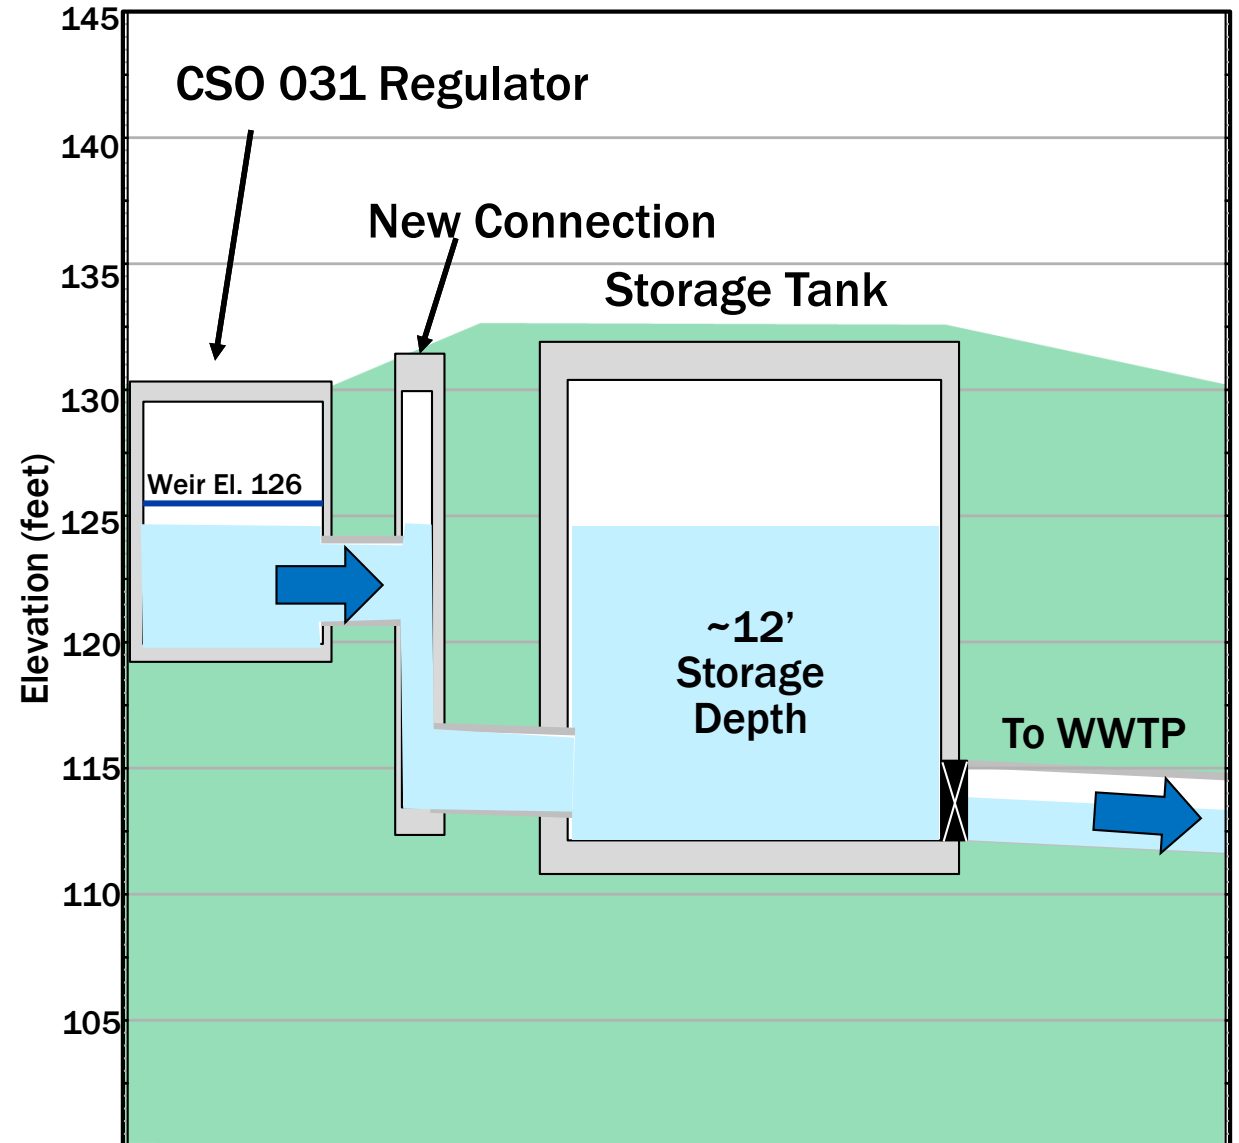 145
CSO 031 Regulator
140
New Connection
135
Storage Tank
130
Weir El. 126
125
Elevation (feet)
~12’
120
Storage
Depth
To WWTP
115
110
105